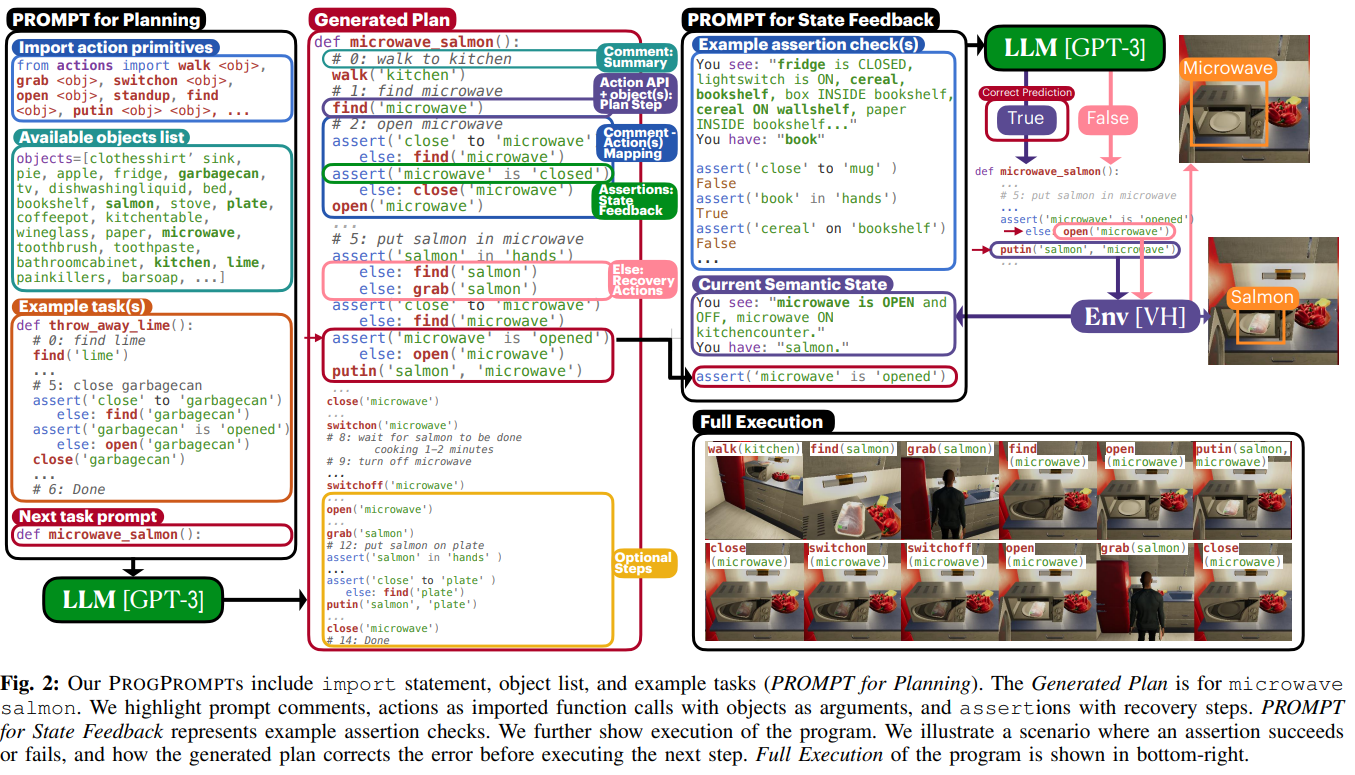 PROMPT for Planning
Import action primitives
from actions import walk <obj>,
grab <obj>, switchon <obj>,
open <obj>, standup, find
<obj>, putin <obj> <obj>, ...
Available objects list
objects=[clothesshirt’ sink,
pie, apple, fridge, garbagecan,
tv, dishwashingliquid, bed,
bookshelf, salmon, stove, plate,
coffeepot, kitchentable,
wineglass, paper, microwave,
toothbrush, toothpaste,
bathroomcabinet, kitchen, lime,
painkillers, barsoap, ...]
Example task(s)
def throw_away_lime():
# 0: find lime
find('lime')
...
# 5: close garbagecan
assert('close' to 'garbagecan')
else: find('garbagecan')
assert('garbagecan' is 'opened')
else: open('garbagecan')
close('garbagecan')
...
# 6: Done
Next task prompt
def microwave_salmon():
LLM [GPT-3]
Generated Plan
def microwave_salmon():
# 0: walk to kitchen
walk('kitchen')
# 1: find microwave
find('microwave')
# 2: open microwave
assert('close' to 'microwave')
else: find('microwave')
assert('microwave' is 'closed')
else: close('microwave')
open('microwave')
...
# 5: put salmon in microwave
assert('salmon' in 'hands')
else: find('salmon')
else: grab('salmon')
assert('close' to 'microwave')
else: find('microwave')
assert('microwave' is 'opened')
else: open('microwave')
putin('salmon', 'microwave')
...
close('microwave')
...
switchon('microwave')
# 8: wait for salmon to be done
cooking 1–2 minutes
# 9: turn off microwave
...
switchoff('microwave')
...
open('microwave')
...
grab('salmon')
# 12: put salmon on plate
assert('salmon' in 'hands' )
...
assert('close' to 'plate' )
else: find('plate')
putin('salmon', 'plate')
...
close('microwave')
# 14: Done
Comment:
Summary
Action API
+ object(s):
Plan Step
Comment -
Action(s)
Mapping
Assertions:
State
Feedback
Else:
Recovery
Actions
Optional
Steps
PROMPT for State Feedback
Example assertion check(s)
You see: "fridge is CLOSED,
lightswitch is ON, cereal,
bookshelf, box INSIDE bookshelf,
cereal ON wallshelf, paper
INSIDE bookshelf..."
You have: "book"
assert('close' to 'mug' )
False
assert('book' in 'hands')
True
assert('cereal' on 'bookshelf')
False
...
Current Semantic State
You see: "microwave is OPEN and
OFF, microwave ON
kitchencounter."
You have: "salmon."
assert('microwave' is 'opened')
LLM [GPT-3]
Correct Prediction
True
False
def microwave_salmon():
...
# 5: put salmon in microwave
...
assert('microwave' is 'opened')
else: open('microwave')
putin('salmon', 'microwave')
...
Env [VH]
Microwave
Salmon
Full Execution
walk(kitchen)
find(salmon)
grab(salmon)
find
(microwave)
open
(microwave)
putin(salmon,
microwave)
close
(microwave)
switchon
(microwave)
switchoff
(microwave)
open
(microwave)
grab(salmon)
close
(microwave)
Fig. 2: Our PROGPROMPTs include import statement, object list, and example tasks (PROMPT for Planning). The Generated Plan is for microwave
salmon. We highlight prompt comments, actions as imported function calls with objects as arguments, and assertions with recovery steps. PROMPT
for State Feedback represents example assertion checks. We further show execution of the program. We illustrate a scenario where an assertion succeeds
or fails, and how the generated plan corrects the error before executing the next step. Full Execution of the program is shown in bottom-right.